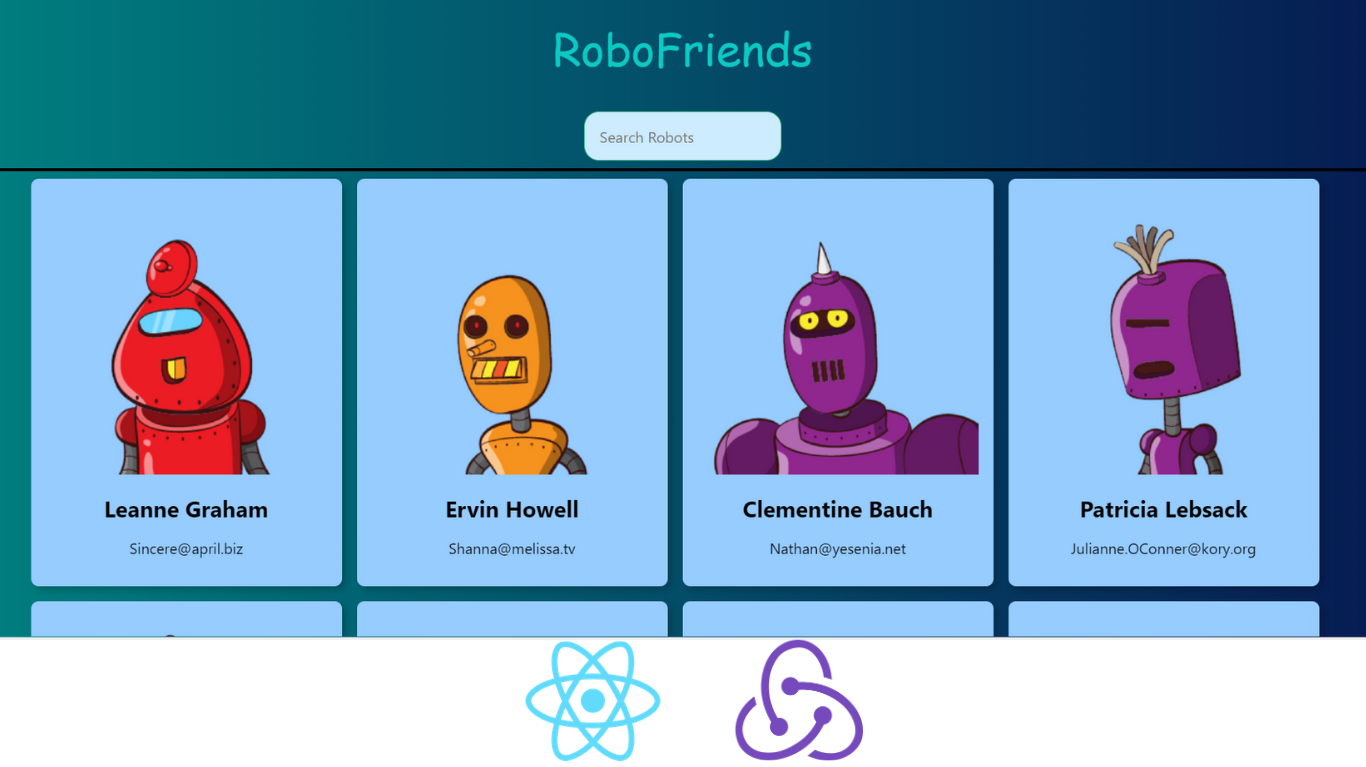 RoboFriends
Search Robots
Leanne Graham
Sincere@april.biz
Ervin Howell
Shanna@melissa.tv
Clementine Bauch
Nathan@yesenia.net
Patricia Lebsack
Julianne.OConner@kory.org